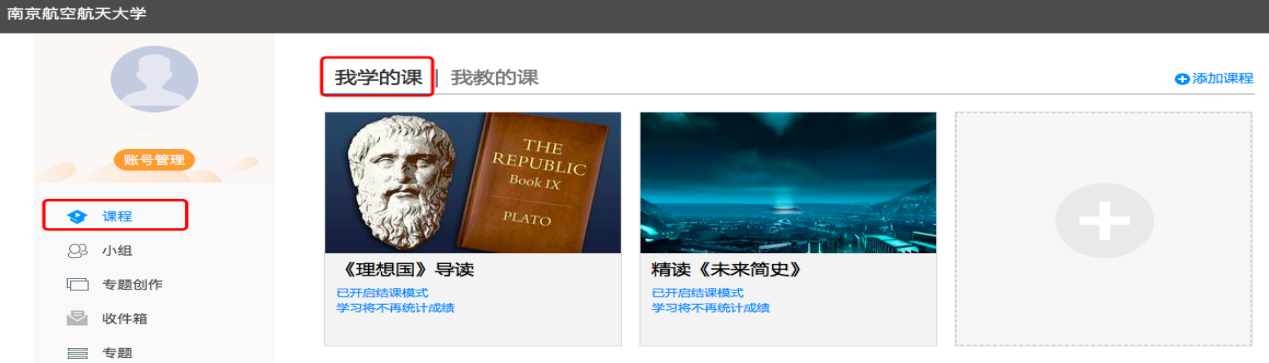 南京航空航天大学
账号管理
课程
小组
专题创作
收件箱
专题
我学的课 | 我教的课
添加课程
THE
REPUBLIC
Book IX
PLATO
《理想国》导读
已开启结课模式
学习将不再统计成绩
精读《未来简史》
已开启结课模式
学习将不再统计成绩